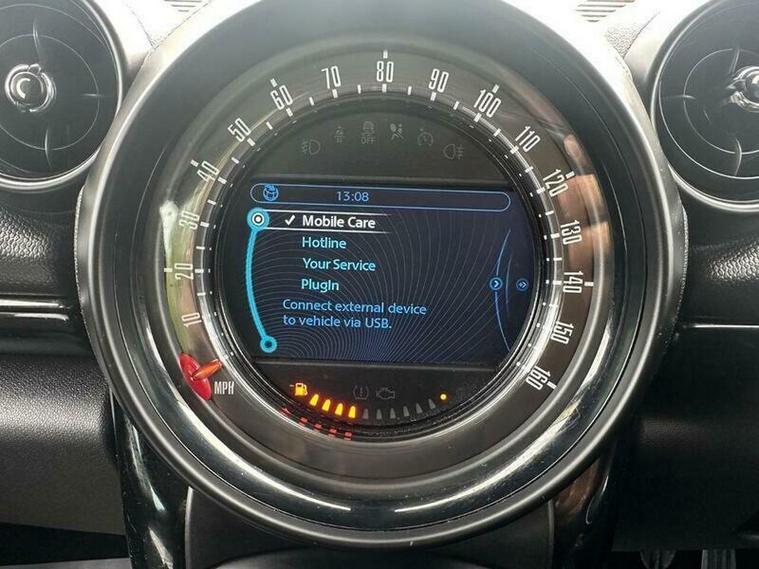 80
70
90
60
100
50
110
OFF
40
120
13:08
Mobile Care
30
130
Hotline
Your Service
20
140
PlugIn
Connect external device
to vehicle via USB.
10
150
MPH
160